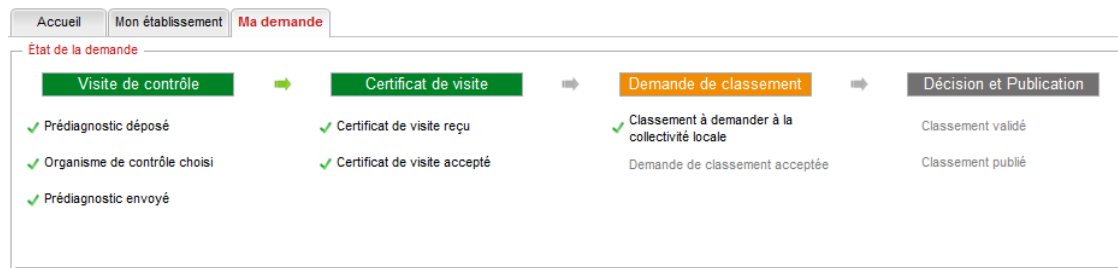 Accueil
Mon établissement
Ma demande
État de la demande
Visite de contrôle
Certificat de visite
Demande de classement
Décision et Publication
Prédiagnostic déposé
Organisme de contrôle choisi
Prédiagnostic envoyé
Certificat de visite reçu
Certificat de visite accepté
Classement à demander à la
collectivité locale
Demande de classement acceptée
Classement validé
Classement publié